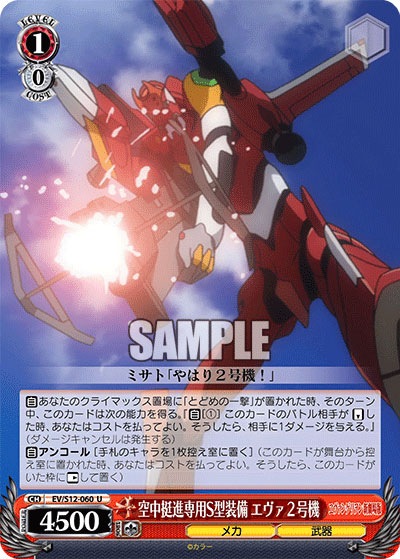 LEVEL
1
0
COST
SAMPLE
ミサト「やはり2号機！」
自あなたのクライマックス置場に「とどめの一撃」が置かれた時、そのターン
中、このカードは次の能力を得る。『自［⑴］ このカードのバトル相手が
した時、あなたはコストを払ってよい。そうしたら、相手に1ダメージを与える。』
（ダメージキャンセルは発生する）
自アンコール ［手札のキャラを1枚控え室に置く］ （このカードが舞台から
控え室に置かれた時、あなたはコストを払ってよい。そうしたら、このカードがい
た枠にレストして置く）
CH EV/S12-060 U
4500
空中挺進専用S型装備 エヴァ2号機
メカ
武器
©カラー